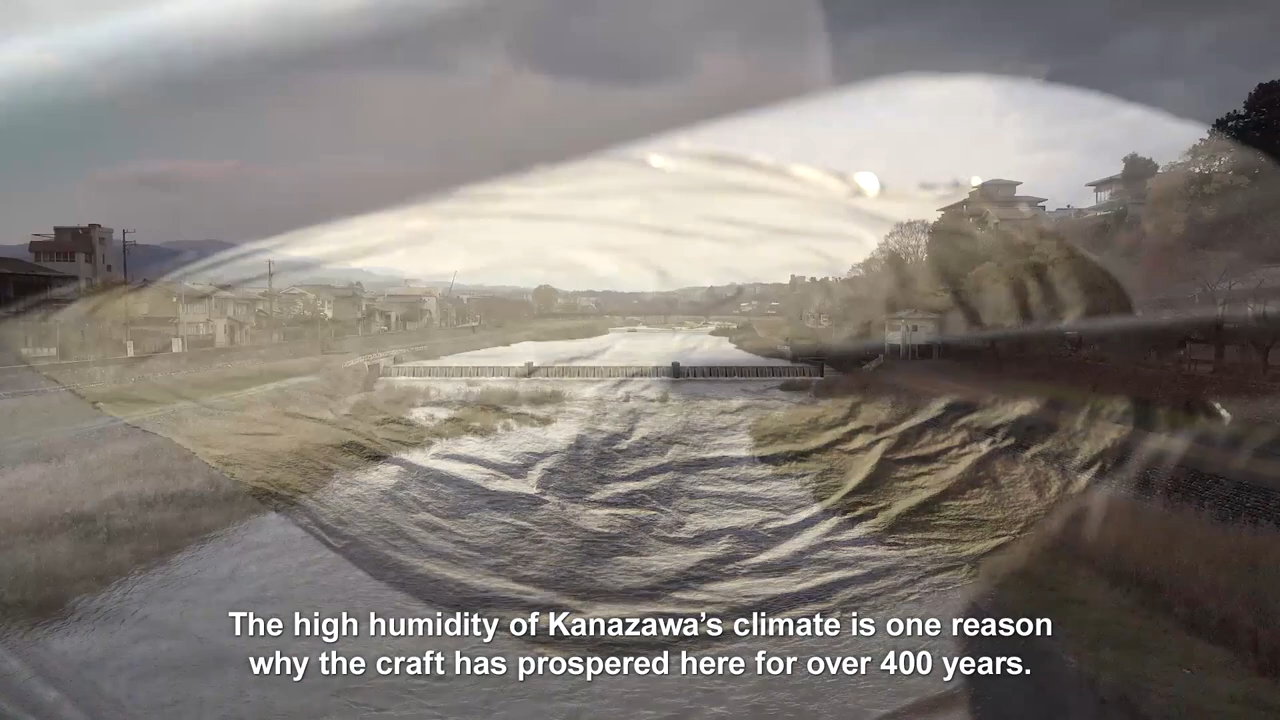 The high humidity of Kanazawa’s climate is one reason
why the craft has prospered here for over 400 years.